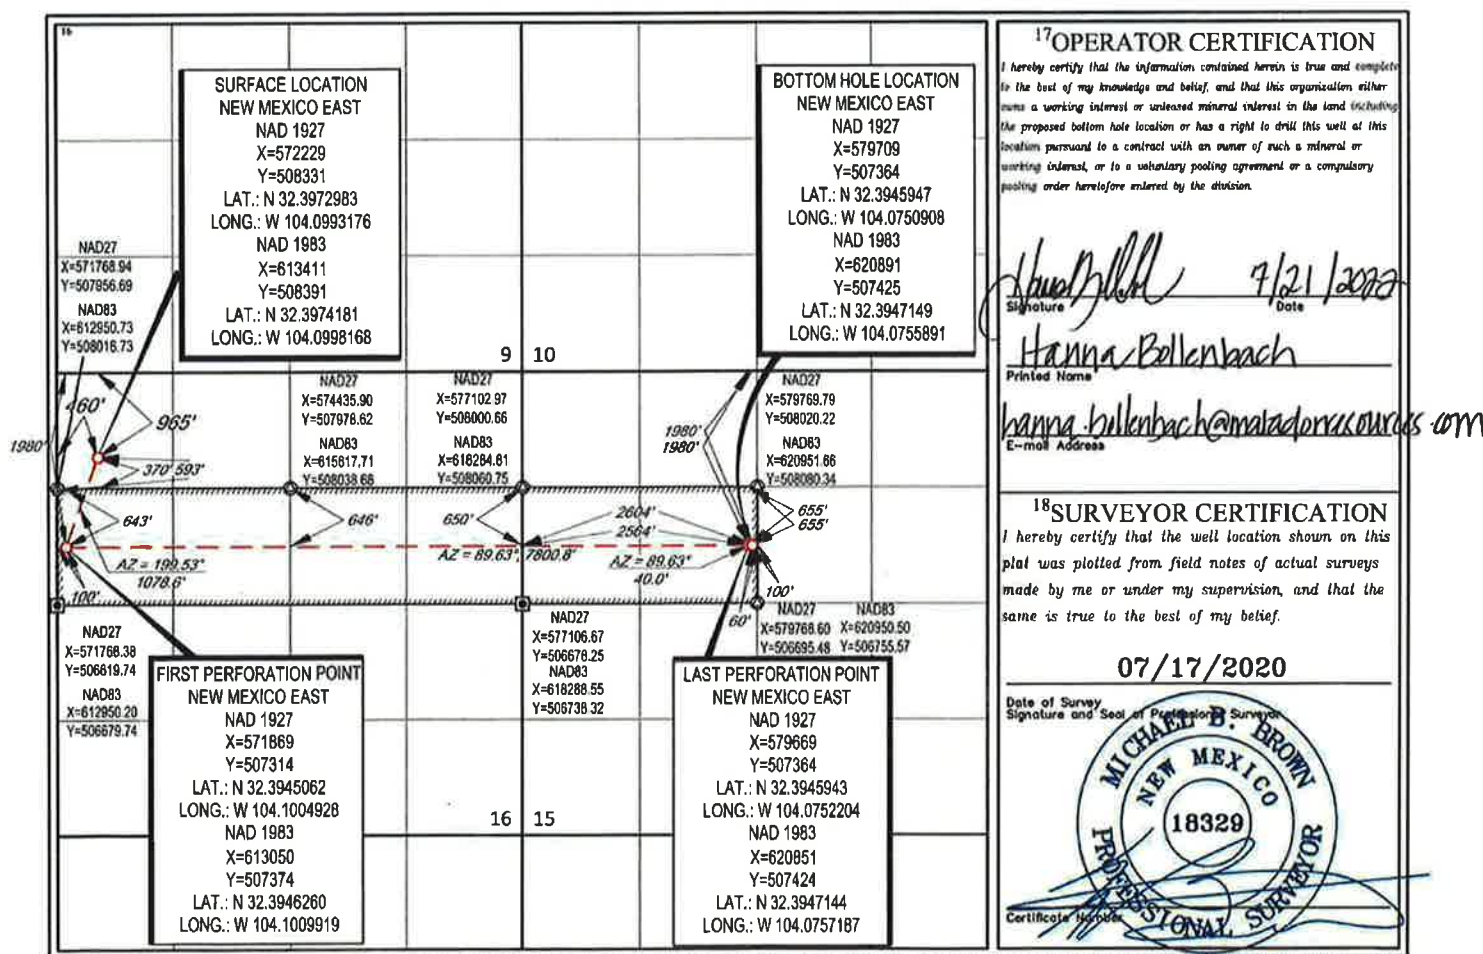 16
SURFACE LOCATION
NEW MEXICO EAST
NAD 1927
X=572229
Y=508331
LAT.: N 32.3972983
LONG.: W 104.0993176
NAD 1983
X=613411
Y=508391
LAT.: N 32.3974181
LONG.: W 104.0998168
BOTTOM HOLE LOCATION
NEW MEXICO EAST
NAD 1927
X=579709
Y=507364
LAT.: N 32.3945947
LONG.: W 104.0750908
NAD 1983
X=620891
Y=507425
LAT.: N 32.3947149
LONG.: W 104.0755891
NAD27
X=571768.94
Y=507956.69
NAD83
X=612950.73
Y=508016.73
9 10
NAD27
X=574435.90
Y=507978.62
NAD83
X=615617.71
Y=508038.68
NAD27
X=577102.97
Y=508000.66
NAD83
X=618284.81
Y=508060.75
NAD27
X=579769.79
Y=508020.22
NAD83
X=620951.66
Y=508080.34
460'
965'
1980'
370' 593'
1980'
1980'
643'
646'
650'
2604'
2564'
655'
655'
AZ = 199.53°
1078.6'
AZ = 89.63°, 7800.8'
AZ = 89.63°
40.0'
100'
100'
60'
NAD27
X=571768.38
Y=506619.74
NAD83
X=612950.20
Y=506679.74
NAD27
X=577106.67
Y=506678.25
NAD83
X=618288.55
Y=506738.32
NAD27 NAD83
X=579768.60 X=620950.50
Y=506695.48 Y=506755.57
FIRST PERFORATION POINT
NEW MEXICO EAST
NAD 1927
X=571869
Y=507314
LAT.: N 32.3945062
LONG.: W 104.1004928
NAD 1983
X=613050
Y=507374
LAT.: N 32.3946260
LONG.: W 104.1009919
LAST PERFORATION POINT
NEW MEXICO EAST
NAD 1927
X=579669
Y=507364
LAT.: N 32.3945943
LONG.: W 104.0752204
NAD 1983
X=620851
Y=507424
LAT.: N 32.3947144
LONG.: W 104.0757187
16 15
17 OPERATOR CERTIFICATION
I hereby certify that the information contained herein is true and complete
to the best of my knowledge and belief, and that this organization either
owns a working interest or unleased mineral interest in the land including
the proposed bottom hole location or has a right to drill this well at this
location pursuant to a contract with an owner of such a mineral or
working interest, or to a voluntary pooling agreement or a compulsory
pooling order heretofore entered by the division.
7/21/2022
Signature Date
Hanna Bollenbach
Printed Name
hanna.bollenbach@matadorresources.com
E-mail Address
18 SURVEYOR CERTIFICATION
I hereby certify that the well location shown on this
plat was plotted from field notes of actual surveys
made by me or under my supervision, and that the
same is true to the best of my belief.
07/17/2020
Date of Survey
Signature and Seal of Professional Surveyor
MICHAEL B. BROWN
NEW MEXICO
18329
PROFESSIONAL SURVEYOR
Certificate Number